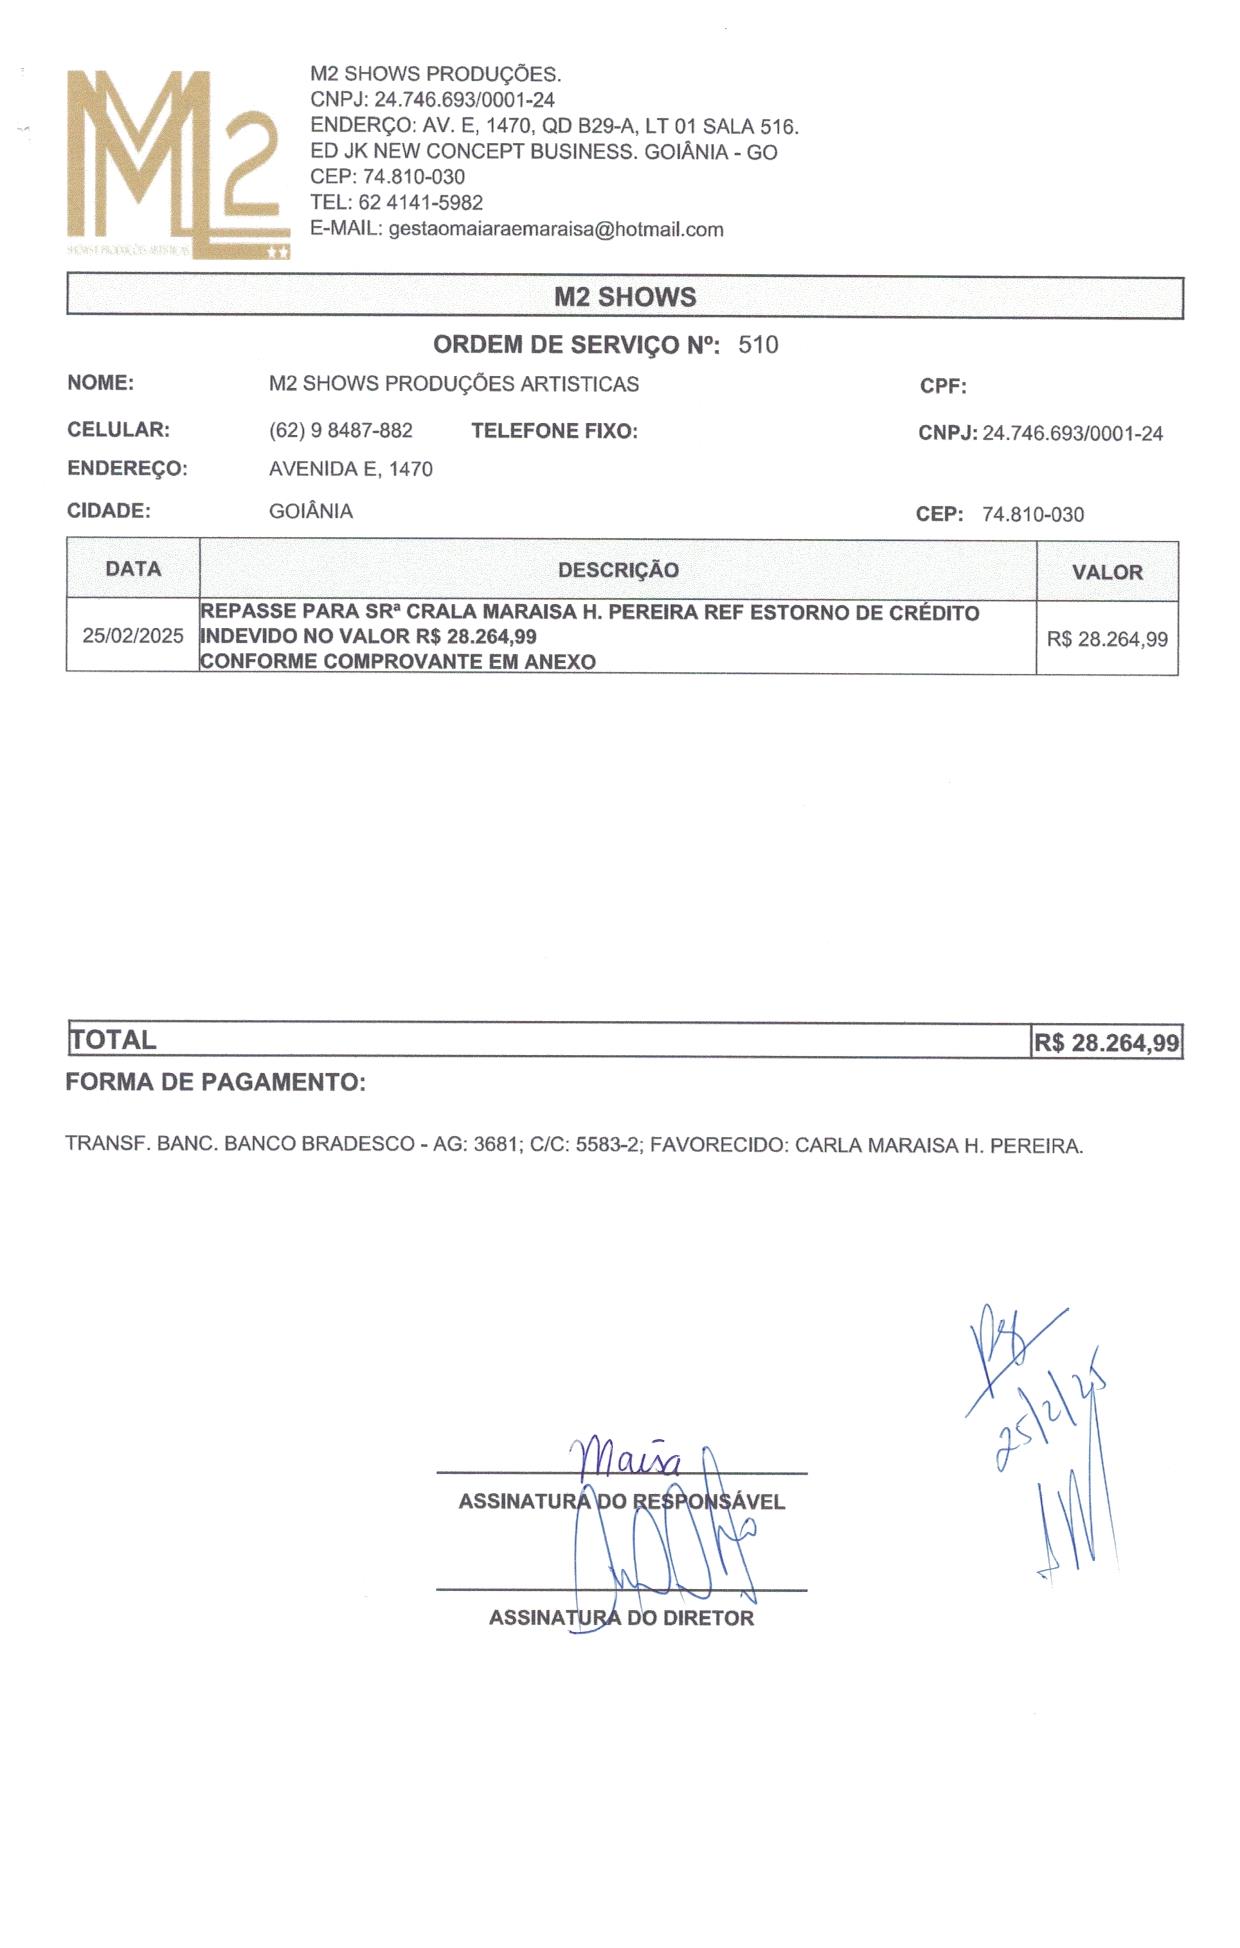 M2 SHOWS PRODUÇÕES.
CNPJ: 24.746.693/0001-24
ENDERÇO: AV. E, 1470, QD B29-A, LT 01 SALA 516.
ED JK NEW CONCEPT BUSINESS. GOIÂNIA - GO
CEP: 74.810-030
TEL: 62 4141-5982
E-MAIL: gestaomaiaraemaraisa@hotmail.com
M2
SHOWS E PRODUÇÕES ARTISTICAS
M2 SHOWS
ORDEM DE SERVIÇO Nº: 510
NOME: M2 SHOWS PRODUÇÕES ARTISTICAS CPF:
CELULAR: (62) 9 8487-882 TELEFONE FIXO: CNPJ: 24.746.693/0001-24
ENDEREÇO: AVENIDA E, 1470
CIDADE: GOIÂNIA CEP: 74.810-030
DATA DESCRIÇÃO VALOR
25/02/2025 REPASSE PARA SRª CRALA MARAISA H. PEREIRA REF ESTORNO DE CRÉDITO
INDEVIDO NO VALOR R$ 28.264,99 R$ 28.264,99
CONFORME COMPROVANTE EM ANEXO
TOTAL R$ 28.264,99
FORMA DE PAGAMENTO:
TRANSF. BANC. BANCO BRADESCO - AG: 3681; C/C: 5583-2; FAVORECIDO: CARLA MARAISA H. PEREIRA.
25/2/25
Maisa
ASSINATURA DO RESPONSÁVEL
ASSINATURA DO DIRETOR